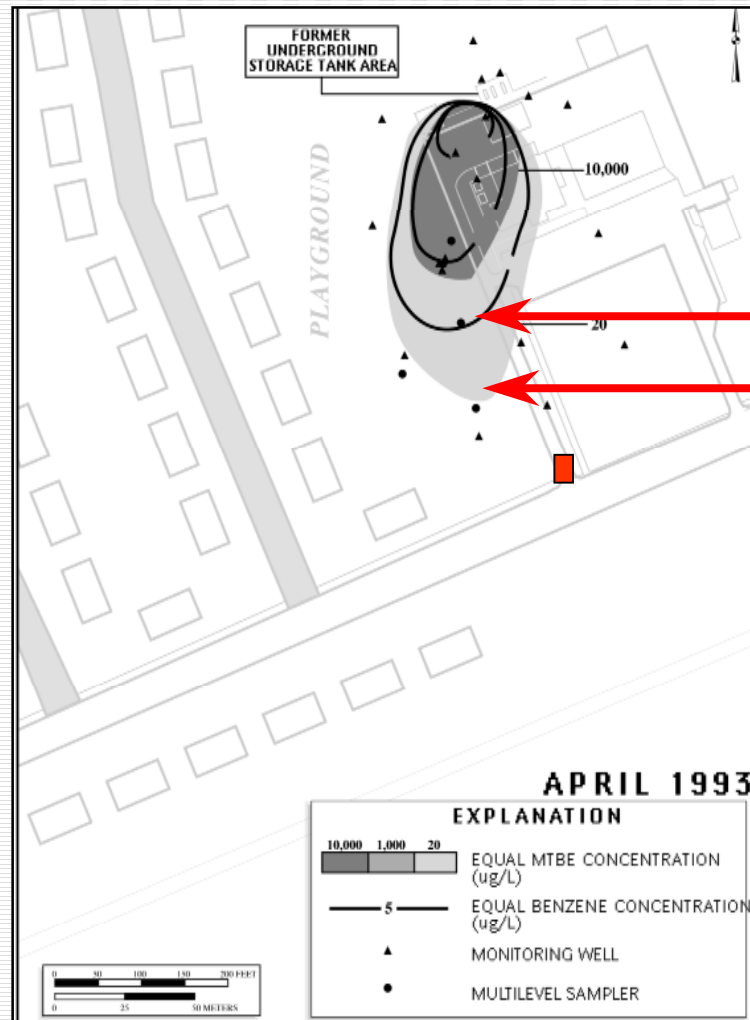 FORMER
UNDERGROUND
STORAGE TANK AREA
PLAYGROUND
10,000
20
APRIL 1993
EXPLANATION
10,000 1,000 20
EQUAL MTBE CONCENTRATION
(ug/L)
5
EQUAL BENZENE CONCENTRATION
(ug/L)
MONITORING WELL
MULTILEVEL SAMPLER
0 50 100 150 200 FEET
0 25 50 METERS